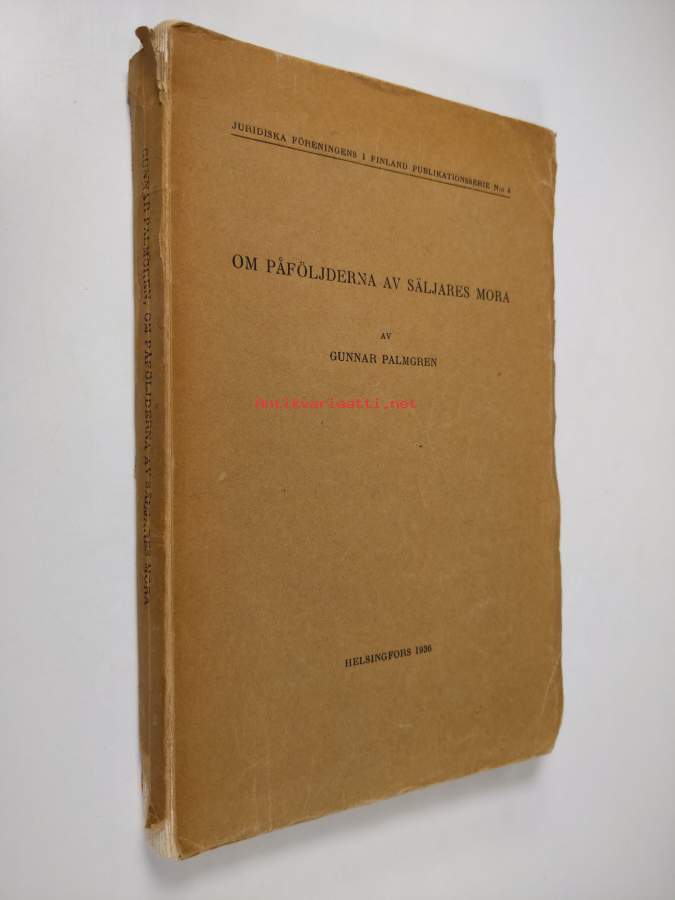 JURIDISKA FÖRENINGENS I FINLAND PUBLIKATIONSSERIE N:o 4
OM PÅFÖLJDERNA AV SÄLJARES MORA
AV
GUNNAR PALMGREN
antikvariaatti.net
HELSINGFORS 1936
GUNNAR PALMGREN, OM PÅFÖLJDERNA AV SÄLJARES MORA